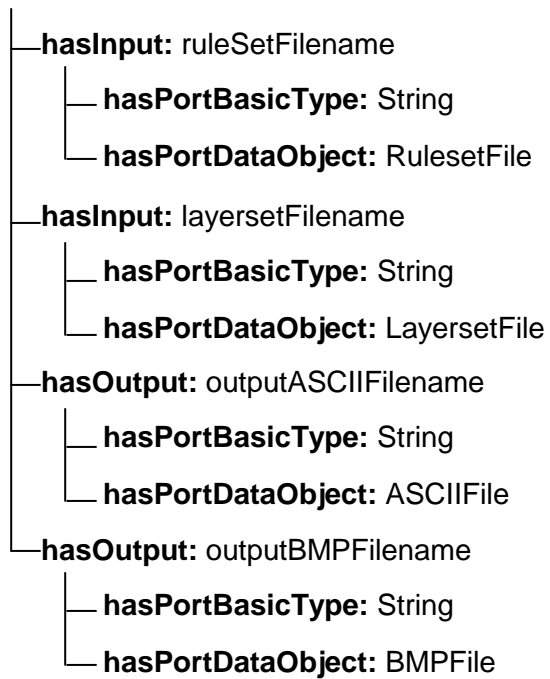 hasInput: ruleSetFilename
hasPortBasicType: String
hasPortDataObject: RulesetFile
hasInput: layersetFilename
hasPortBasicType: String
hasPortDataObject: LayersetFile
hasOutput: outputASCIIFilename
hasPortBasicType: String
hasPortDataObject: ASCIIFile
hasOutput: outputBMPFilename
hasPortBasicType: String
hasPortDataObject: BMPFile